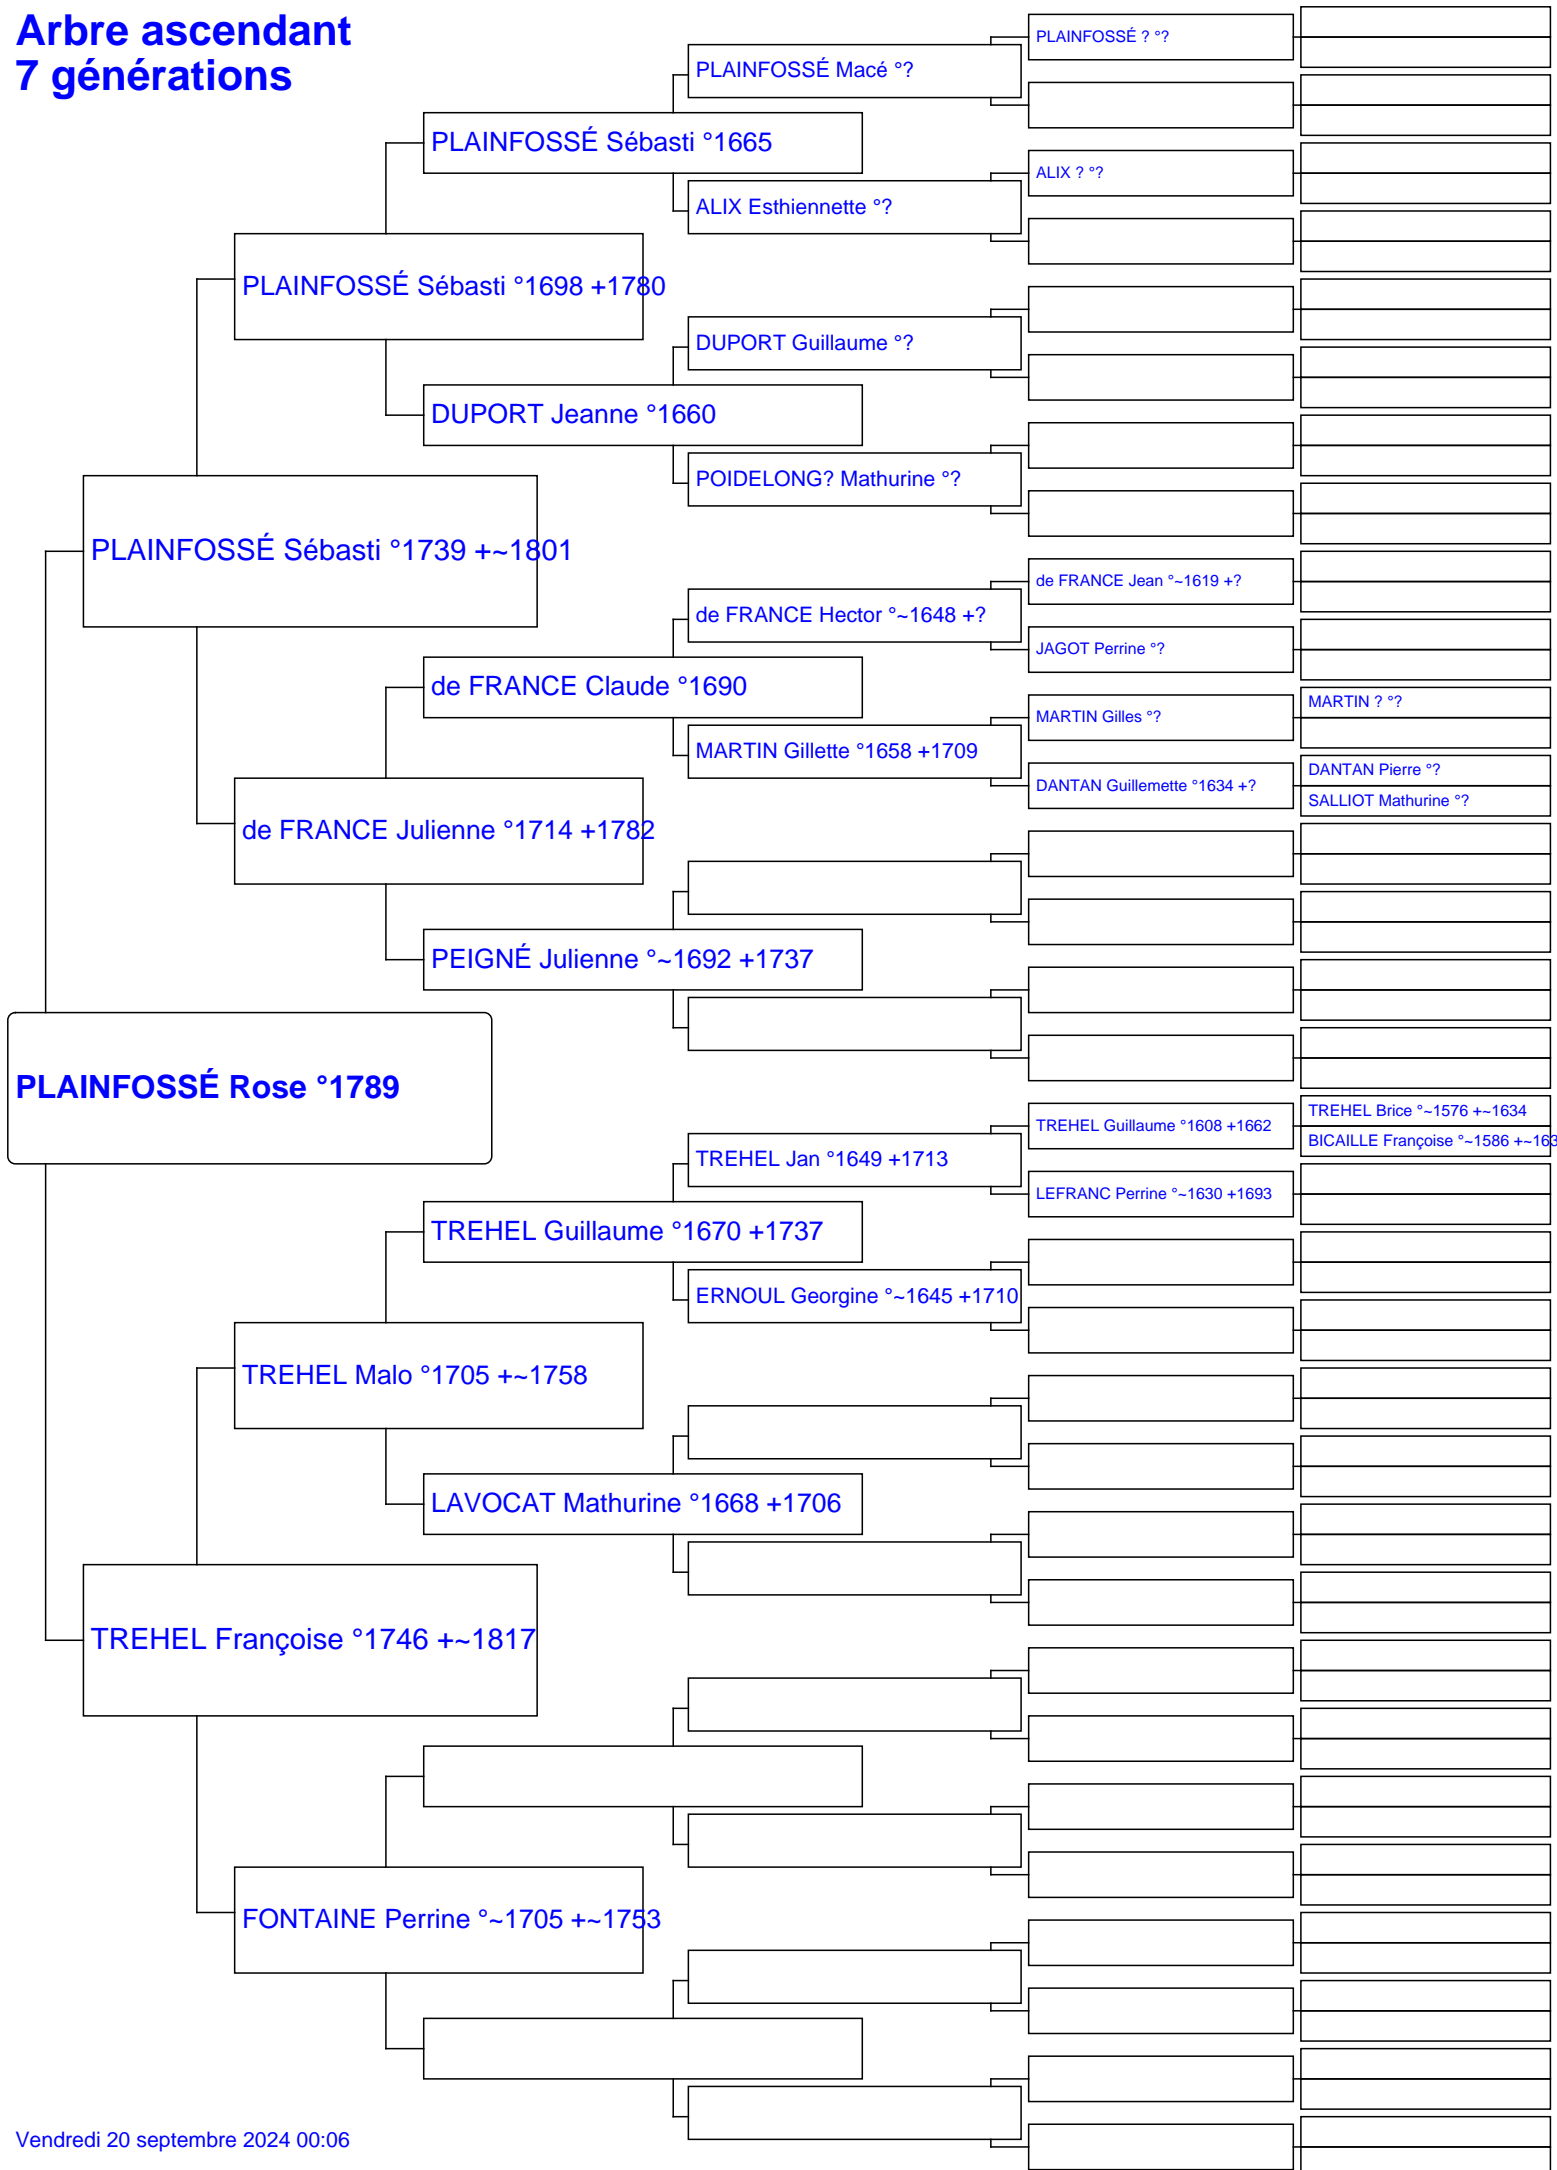 Arbre ascendant
7 générations
PLAINFOSSÉ ? °?
PLAINFOSSÉ Macé °?
PLAINFOSSÉ Sébasti °1665
ALIX ? °?
ALIX Esthiennette °?
PLAINFOSSÉ Sébasti °1698 +1780
DUPORT Guillaume °?
DUPORT Jeanne °1660
POIDELONG? Mathurine °?
PLAINFOSSÉ Sébasti °1739 +~1801
de FRANCE Jean °~1619 +?
de FRANCE Hector °~1648 +?
JAGOT Perrine °?
de FRANCE Claude °1690
MARTIN ? °?
MARTIN Gilles °?
MARTIN Gillette °1658 +1709
DANTAN Pierre °?
DANTAN Guillemette °1634 +?
SALLIOT Mathurine °?
de FRANCE Julienne °1714 +1782
PEIGNÉ Julienne °~1692 +1737
PLAINFOSSÉ Rose °1789
TREHEL Brice °~1576 +~1634
TREHEL Guillaume °1608 +1662
BICAILLE Françoise °~1586 +~163
TREHEL Jan °1649 +1713
LEFRANC Perrine °~1630 +1693
TREHEL Guillaume °1670 +1737
ERNOUL Georgine °~1645 +1710
TREHEL Malo °1705 +~1758
LAVOCAT Mathurine °1668 +1706
TREHEL Françoise °1746 +~1817
FONTAINE Perrine °~1705 +~1753
Vendredi 20 septembre 2024 00:06